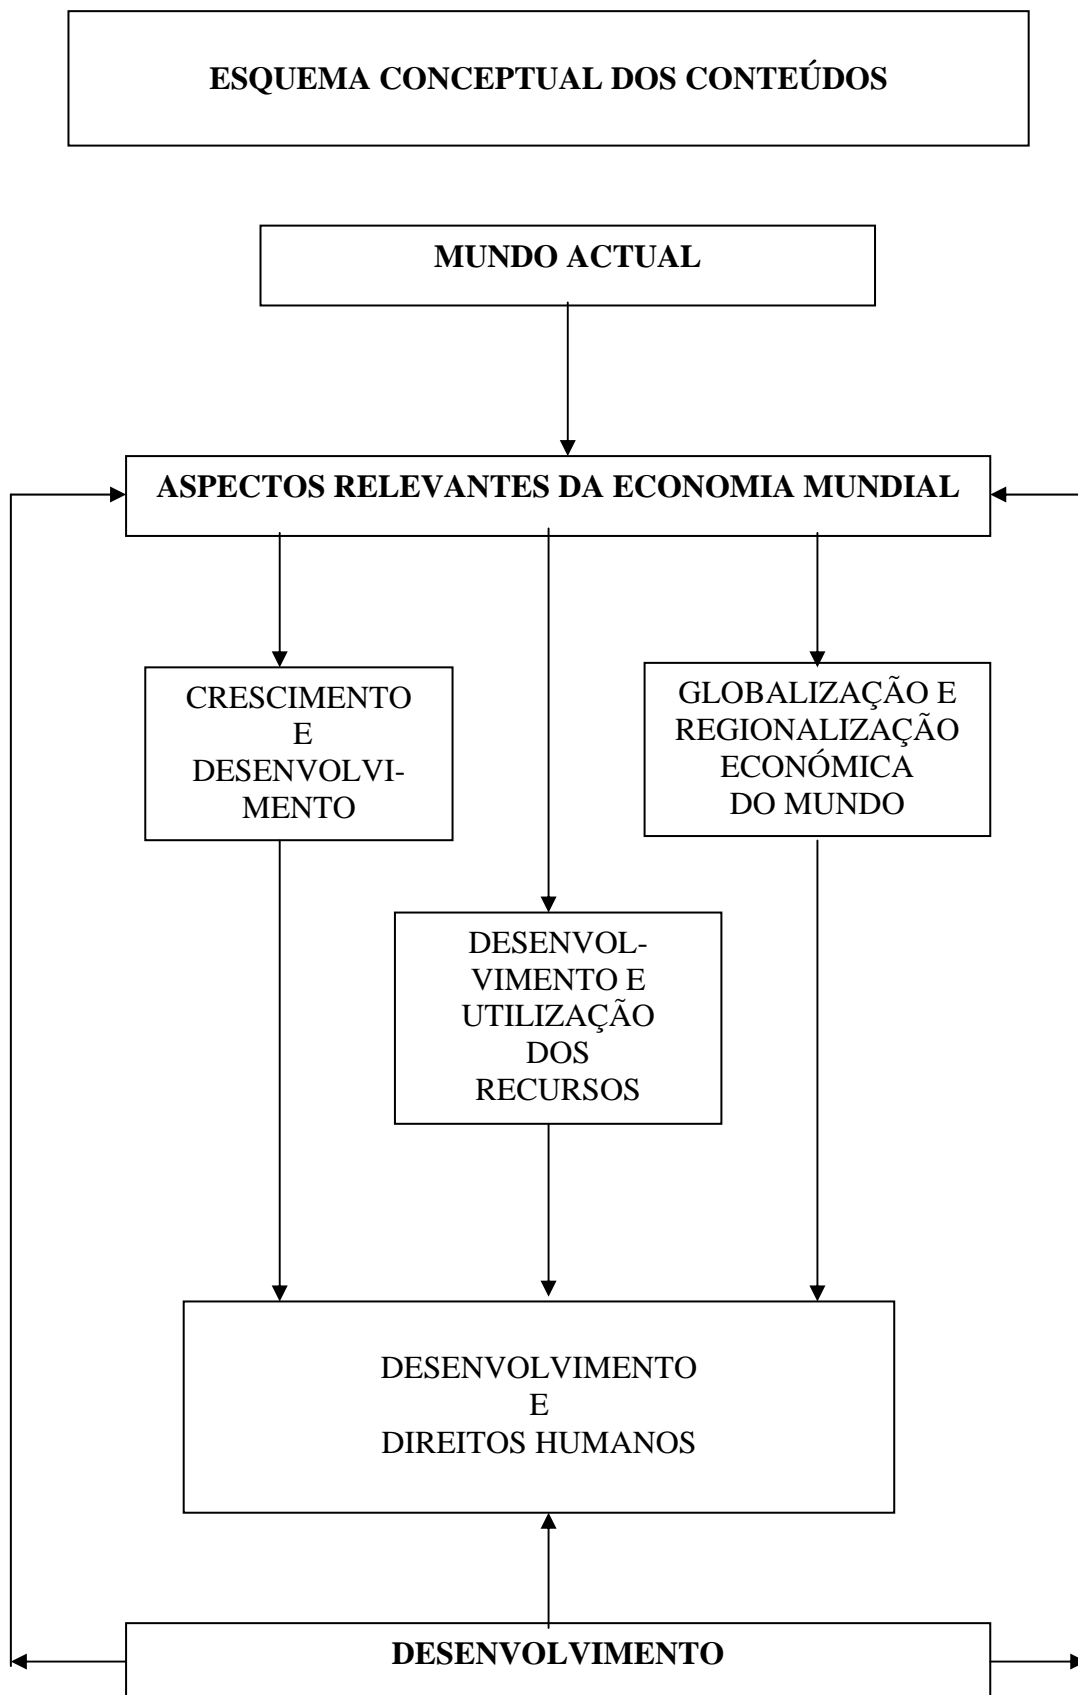 ESQUEMA CONCEPTUAL DOS CONTEÚDOS
MUNDO ACTUAL
ASPECTOS RELEVANTES DA ECONOMIA MUNDIAL
CRESCIMENTO
E
DESENVOLVI-
MENTO
GLOBALIZAÇÃO E
REGIONALIZAÇÃO
ECONÓMICA
DO MUNDO
DESENVOL-
VIMENTO E
UTILIZAÇÃO
DOS
RECURSOS
DESENVOLVIMENTO
E
DIREITOS HUMANOS
DESENVOLVIMENTO